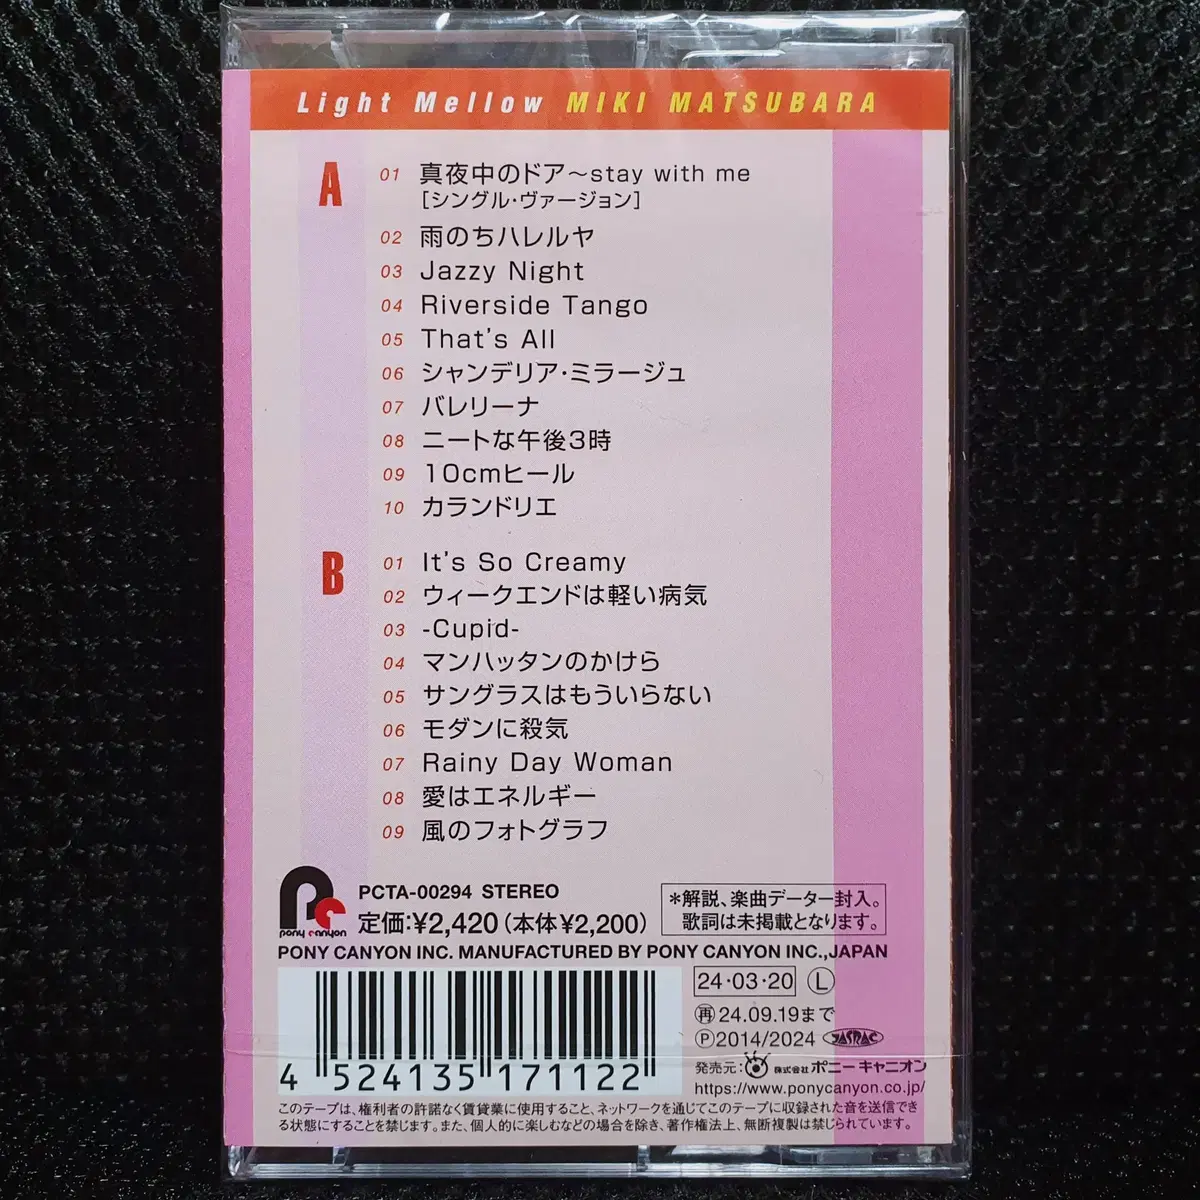 Light Mellow MIKI MATSUBARA
A
01 真夜中のドア～stay with me
[シングル・ヴァージョン]
02 雨のちハレルヤ
03 Jazzy Night
04 Riverside Tango
05 That's All
06 シャンデリア・ミラージュ
07 バレリーナ
08 ニートな午後3時
09 10cmヒール
10 カランドリエ
B
01 It's So Creamy
02 ウィークエンドは軽い病気
03 -Cupid-
04 マンハッタンのかけら
05 サングラスはもういらない
06 モダンに殺気
07 Rainy Day Woman
08 愛はエネルギー
09 風のフォトグラフ
pony canyon
PCTA-00294 STEREO
定価:¥2,420(本体¥2,200)
*解説、楽曲データー封入。
歌詞は未掲載となります。
PONY CANYON INC. MANUFACTURED BY PONY CANYON INC.,JAPAN
24・03・20 Ⓛ
㊢24.09.19まで
Ⓟ2014/2024 JASRAC
発売元: 株式会社ポニーキャニオン
https://www.ponycanyon.co.jp/
4 524135 171122
このテープは、権利者の許諾なく賃貸業に使用すること、ネットワークを通じてこのテープに収録された音を送信でき
る状態にすることを禁じます。また、個人的に楽しむなどの場合を除き、著作権法上、無断複製は禁じられています。